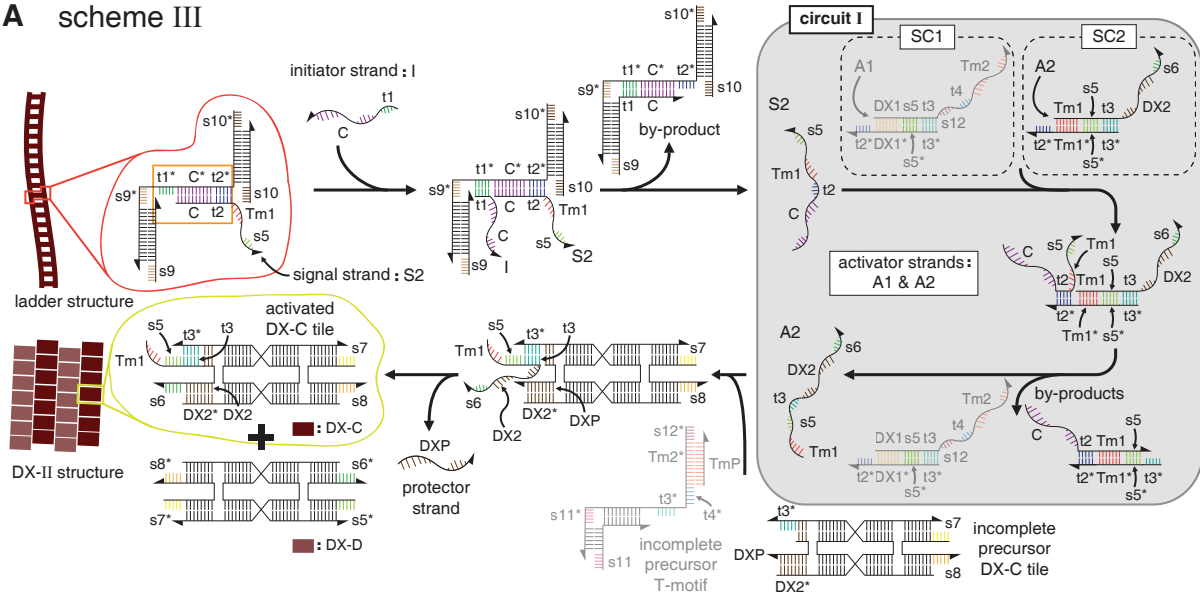 A scheme III
initiator strand : I
t1
C
s10*
t1* C* t2*
s9*
s10
C t2
Tm1
s5
s9
signal strand : S2
ladder structure
s10*
t1* C* t2*
s9*
s10
t1 C
Tm1
C
s5
S2
s9
I
s10*
t1* C* t2*
s9*
t1 C
s10
s9
by-product
circuit I
SC1
SC2
A1
Tm2
t4
DX1 s5 t3
s12
t2* DX1* t3*
s5*
A2
s6
s5
Tm1 t3
DX2
t2* Tm1* t3*
s5*
S2
s5
Tm1
t2
C
activator strands :
A1 & A2
C
s5
Tm1
s6
s5
t2 Tm1 t3
DX2
t2* t3*
Tm1* s5*
A2
s6
DX2
t3
s5
Tm1
by-products
Tm2
t4
DX1 s5 t3
s12
t2* DX1* t3*
s5*
C
s5
t2 Tm1
t2* Tm1* t3*
s5*
activated
DX-C tile
s5
t3* t3
Tm1
s7
s6
s8
DX2* DX2
: DX-C
DX-II structure
s8* s6*
s7* s5*
: DX-D
s5
t3* t3
Tm1
s7
s6
s8
DX2* DXP
DX2
DXP
protector
strand
s12*
Tm2*
TmP
t3*
t4*
s11*
s11
incomplete
precursor
T-motif
t3*
s7
DXP
s8
DX2*
incomplete
precursor
DX-C tile